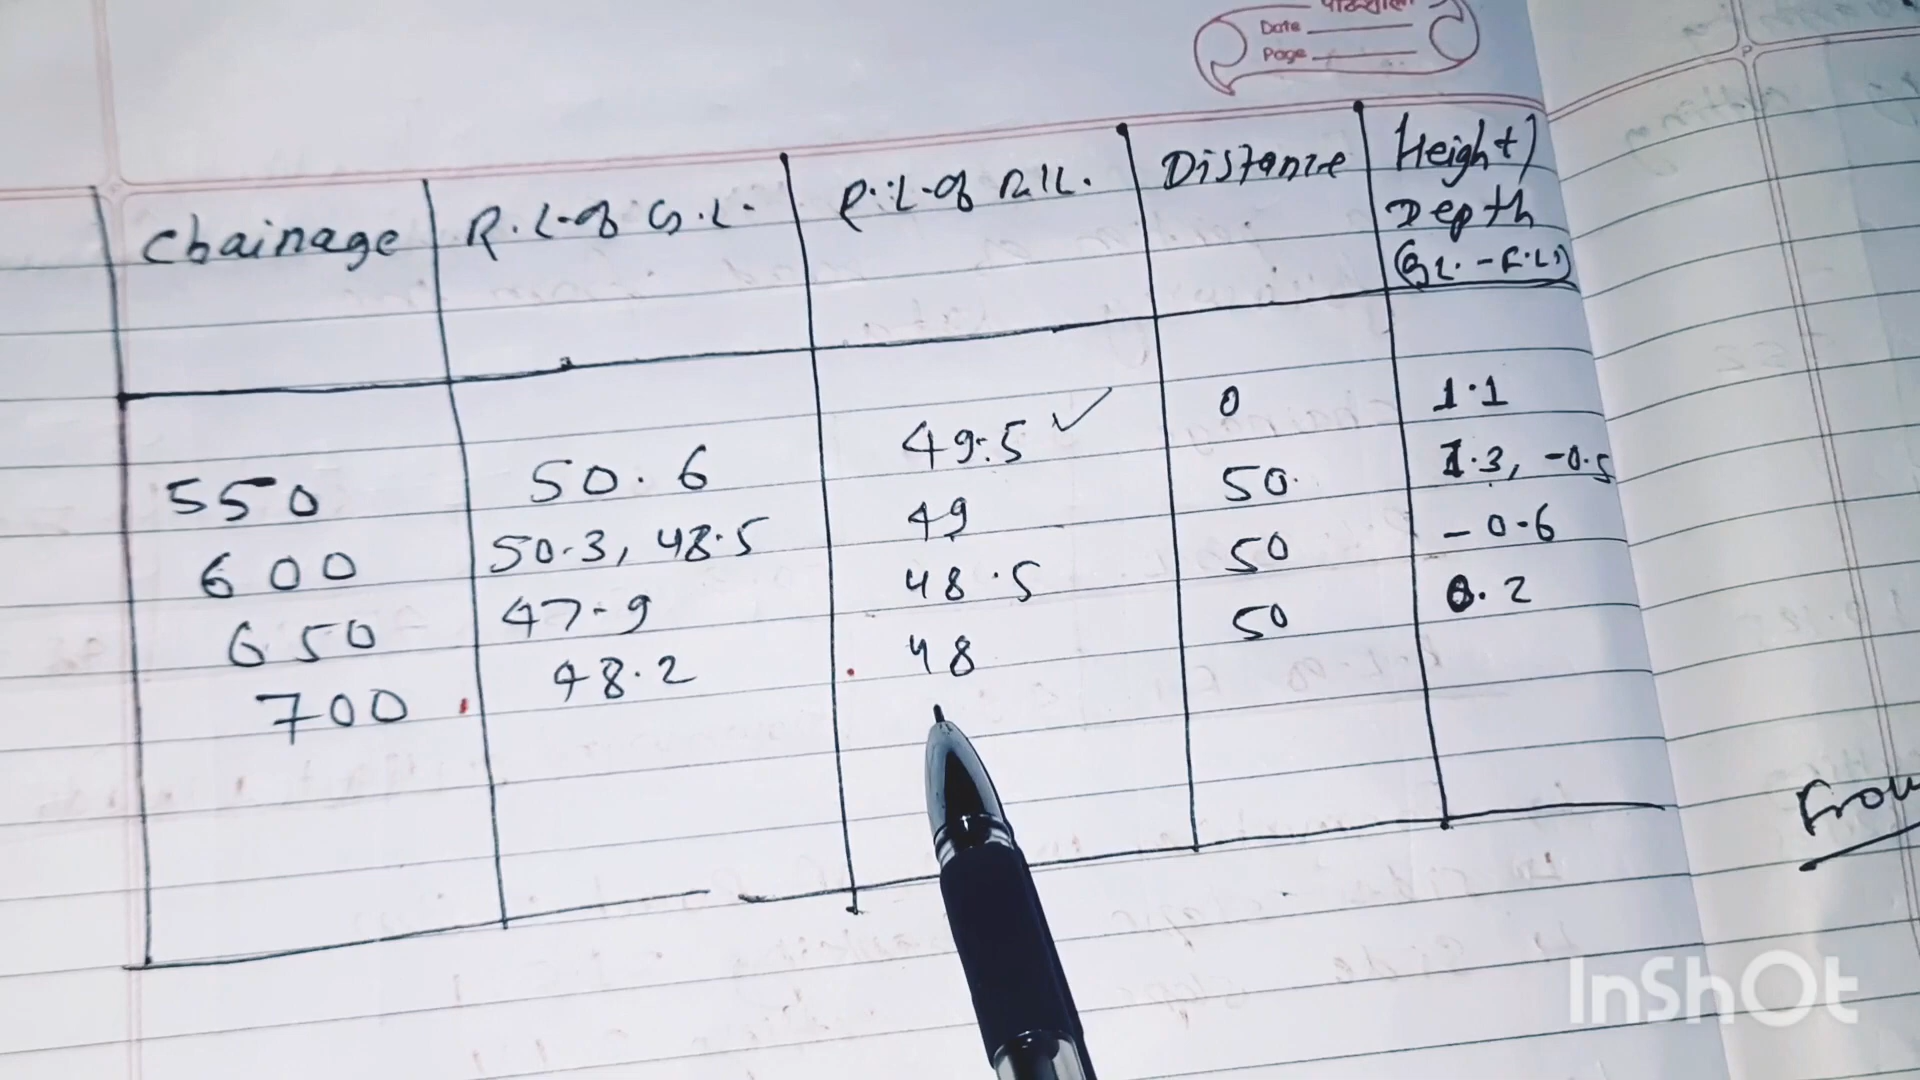 पाठशाला
Date
Page
Chainage R.L of G.L. R.L of F.L. Distance Height/
Depth
(G.L. - F.L.)
550 50.6 49.5 ✓ 0 1.1
600 50.3, 48.5 49 50 1.3, -0.5
650 47.9 48.5 50 -0.6
700 48.2 48 50 0.2
InShOt